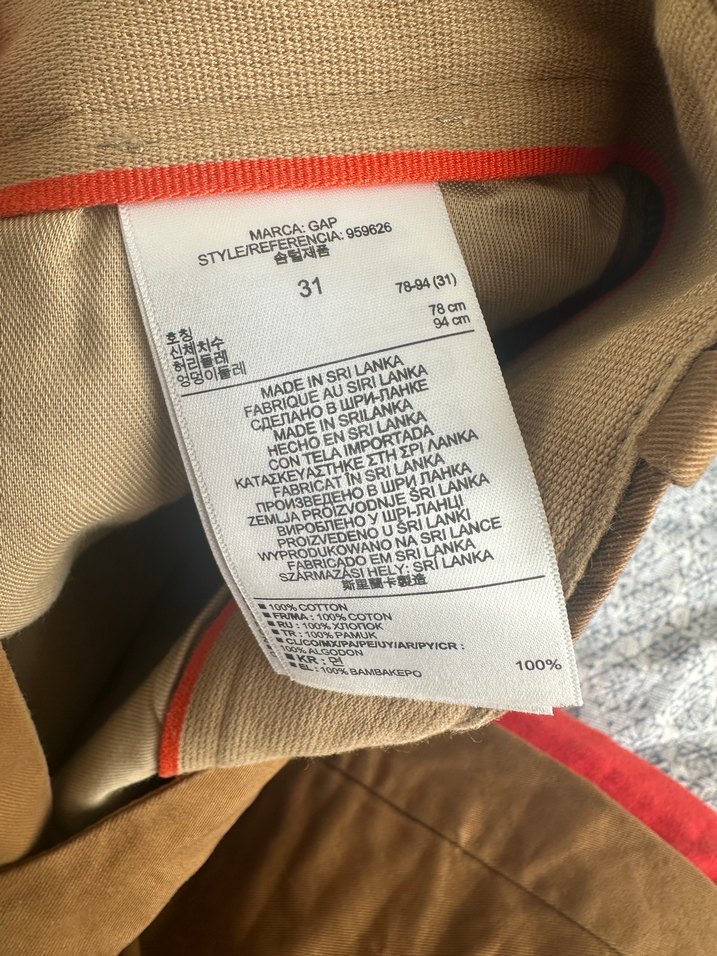 MARCA: GAP
STYLE/REFERENCIA: 959626
솜털제품
31
호칭 78-94 (31)
신체치수
허리둘레 78 cm
엉덩이둘레 94 cm
MADE IN SRI LANKA
FABRIQUE AU SIRI LANKA
СДЕЛАНО В ШРИ-ЛАНКЕ
MADE IN SRILANKA
HECHO EN SRI LANKA
CON TELA IMPORTADA
ΚΑΤΑΣΚΕΥΑΣΤΗΚΕ ΣΤΗ ΣΡΙ ΛΑΝΚΑ
FABRICAT ÎN SRI LANKA
ПРОИЗВЕДЕНО В ШРИ ЛАНКА
ZEMLJA PROIZVODNJE ŠRI LANKA
ВИРОБЛЕНО У ШРІ-ЛАНЦІ
PROIZVEDENO U ŠRI LANKI
WYPRODUKOWANO NA SRI LANCE
FABRICADO EM SRI LANKA
SZÁRMAZÁSI HELY: SRÍ LANKA
斯里蘭卡製造
100% COTTON
FR/MA : 100% COTON
RU : 100% ХЛОПОК
TR : 100% PAMUK
CL/CO/MX/PA/PE/UY/AR/PY/CR :
100% ALGODON
KR : 면 100%
EL : 100% ΒΑΜΒΑΚΕΡΟ